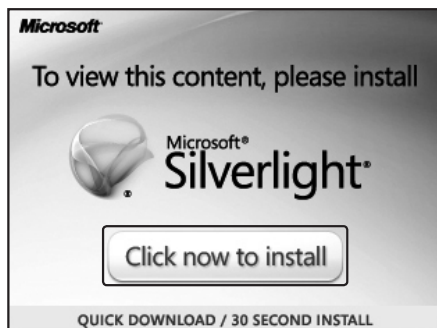 Microsoft
To view this content, please install
Microsoft®
Silverlight®
®
Click now to install
QUICK DOWNLOAD / 30 SECOND INSTALL